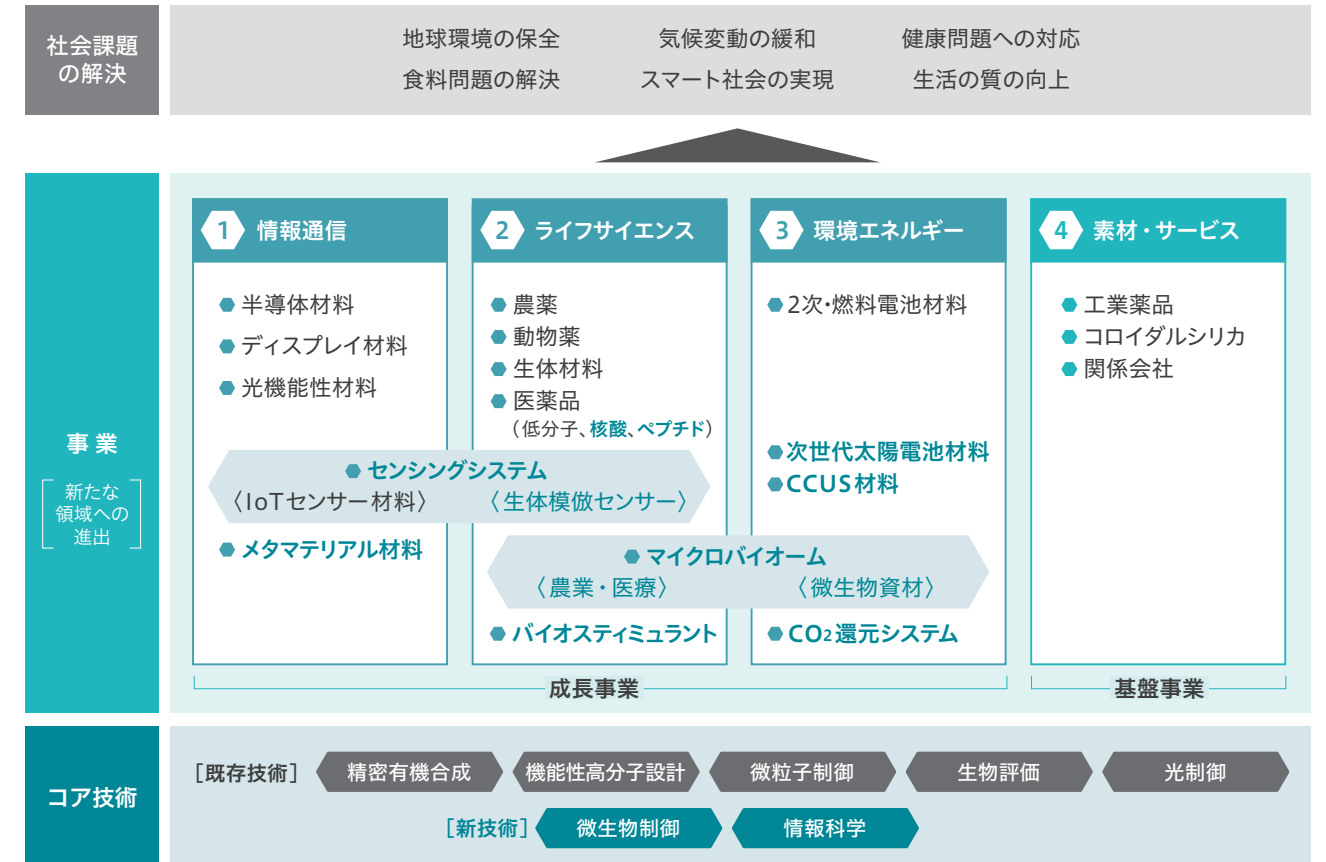 社会課題
の解決
地球環境の保全
気候変動の緩和
健康問題への対応
食料問題の解決
スマート社会の実現
生活の質の向上
事業
新たな
領域への
進出
1 情報通信
半導体材料
ディスプレイ材料
光機能性材料
2 ライフサイエンス
農薬
動物薬
生体材料
医薬品
（低分子、核酸、ペプチド）
3 環境エネルギー
2次・燃料電池材料
次世代太陽電池材料
CCUS材料
4 素材・サービス
工業薬品
コロイダルシリカ
関係会社
センシングシステム
〈IoTセンサー材料〉
〈生体模倣センサー〉
メタマテリアル材料
マイクロバイオーム
〈農業・医療〉
〈微生物資材〉
バイオスティミュラント
CO2還元システム
成長事業
基盤事業
コア技術
［既存技術］
精密有機合成
機能性高分子設計
微粒子制御
生物評価
光制御
［新技術］
微生物制御
情報科学